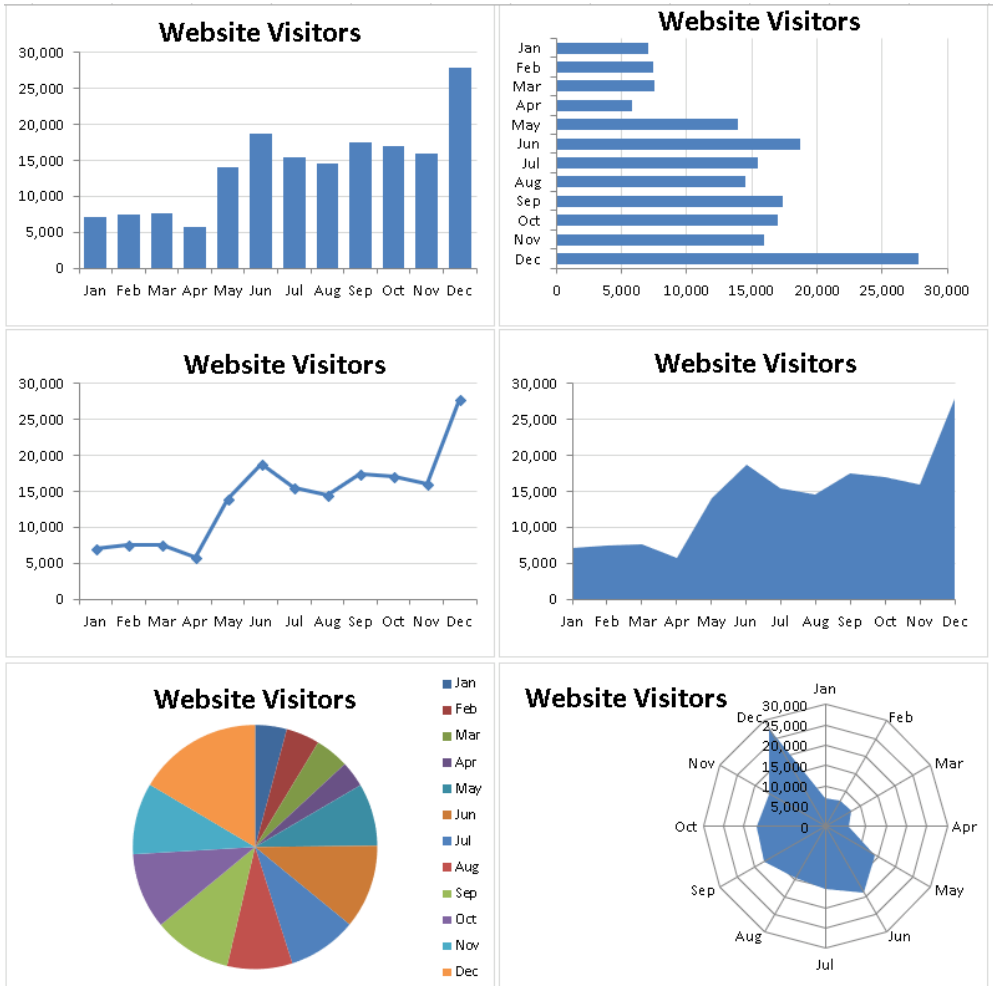 Website Visitors
30,000
25,000
20,000
15,000
10,000
5,000
0
Jan Feb Mar Apr May Jun Jul Aug Sep Oct Nov Dec
Website Visitors
Jan
Feb
Mar
Apr
May
Jun
Jul
Aug
Sep
Oct
Nov
Dec
0 5,000 10,000 15,000 20,000 25,000 30,000
Website Visitors
30,000
25,000
20,000
15,000
10,000
5,000
0
Jan Feb Mar Apr May Jun Jul Aug Sep Oct Nov Dec
Website Visitors
30,000
25,000
20,000
15,000
10,000
5,000
0
Jan Feb Mar Apr May Jun Jul Aug Sep Oct Nov Dec
Website Visitors
Jan
Feb
Mar
Apr
May
Jun
Jul
Aug
Sep
Oct
Nov
Dec
Website Visitors
Jan
Feb
Mar
Apr
May
Jun
Jul
Aug
Sep
Oct
Nov
Dec
30,000
25,000
20,000
15,000
10,000
5,000
0